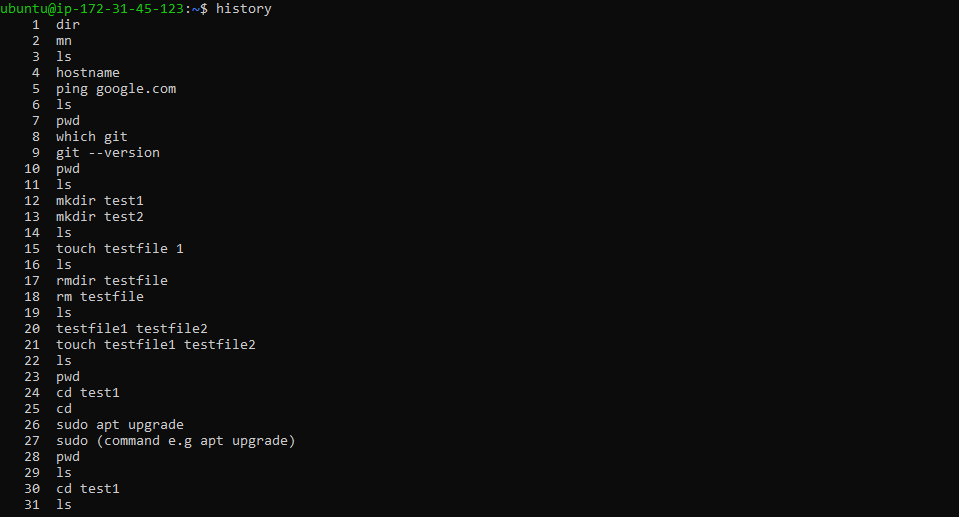 ubuntu@ip-172-31-45-123:~$ history
1 dir
2 mn
3 ls
4 hostname
5 ping google.com
6 ls
7 pwd
8 which git
9 git --version
10 pwd
11 ls
12 mkdir test1
13 mkdir test2
14 ls
15 touch testfile 1
16 ls
17 rmdir testfile
18 rm testfile
19 ls
20 testfile1 testfile2
21 touch testfile1 testfile2
22 ls
23 pwd
24 cd test1
25 cd
26 sudo apt upgrade
27 sudo (command e.g apt upgrade)
28 pwd
29 ls
30 cd test1
31 ls